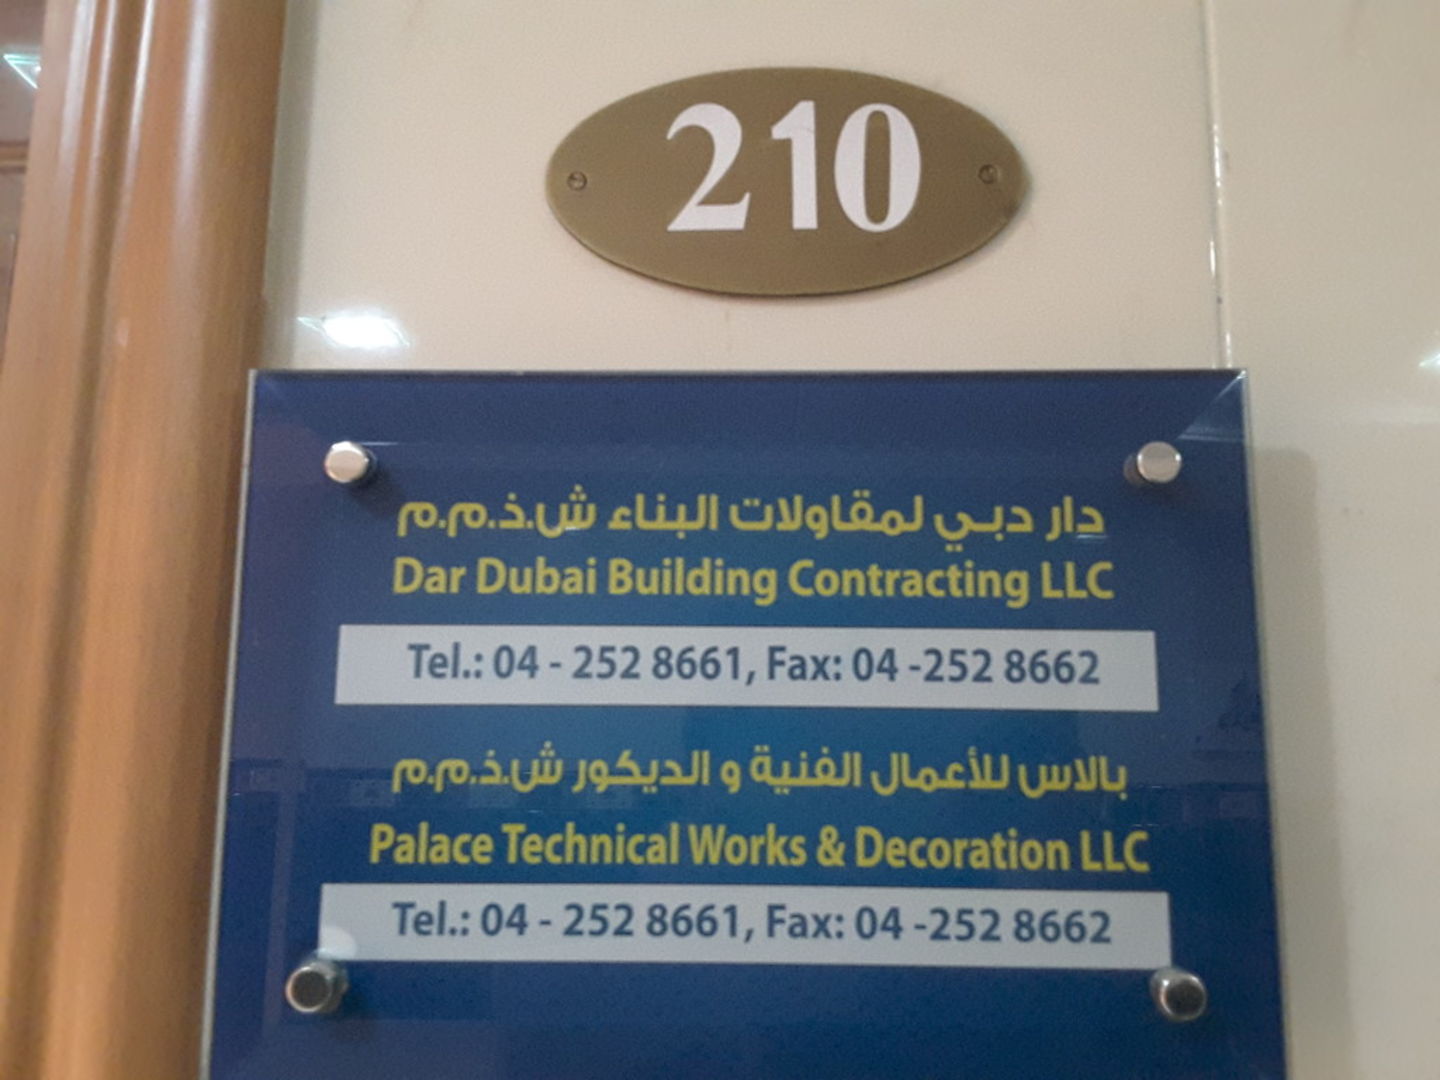 210
دار دبي لمقاولات البناء ش.ذ.م.م
Dar Dubai Building Contracting LLC
Tel.: 04 - 252 8661, Fax: 04 -252 8662
بالاس للأعمال الفنية و الديكور ش.ذ.م.م
Palace Technical Works & Decoration LLC
Tel.: 04 - 252 8661, Fax: 04 -252 8662